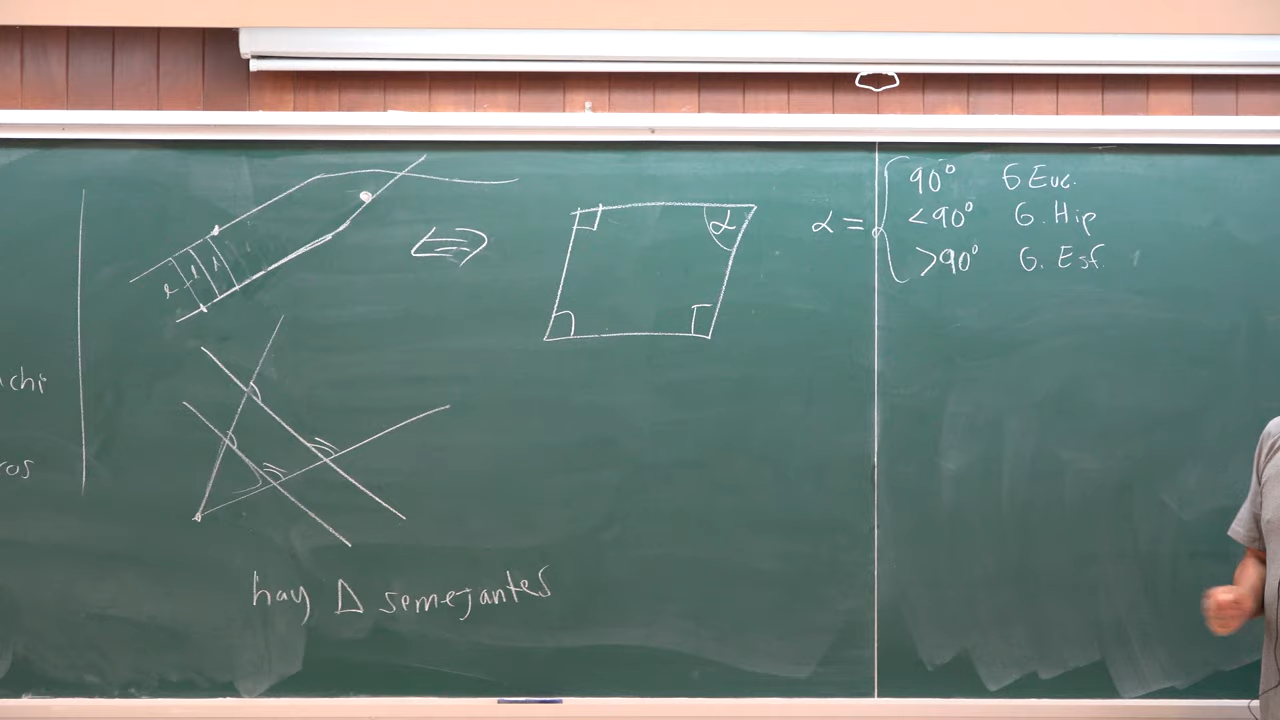 α = { 90° G Euc.
<90° G. Hip
>90° G. Esf.
α
hay Δ semejantes